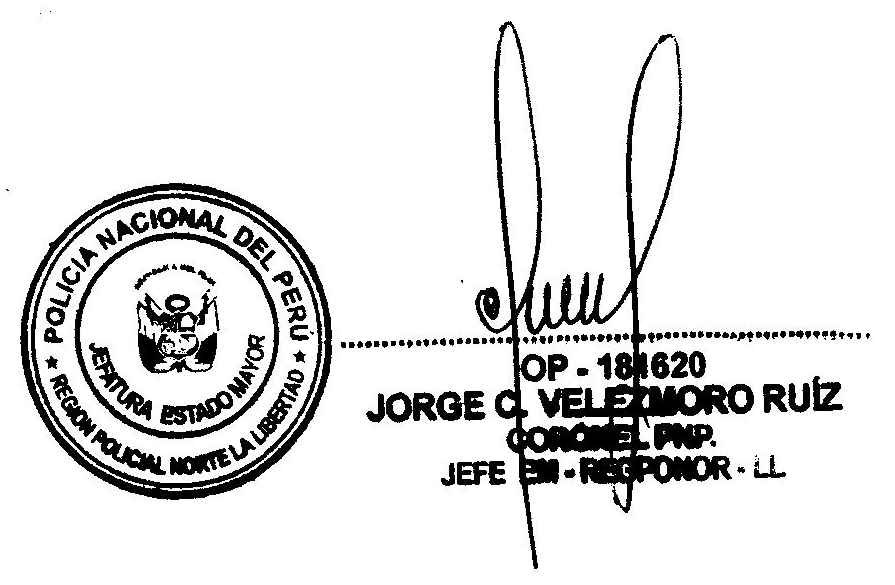 POLICIA NACIONAL DEL PERÚ
JEFATURA ESTADO MAYOR
★ REGION POLICIAL NORTE LA LIBERTAD ★
OP - 184620
JORGE C. VELEZMORO RUÍZ
CORONEL PNP.
JEFE EM - REGPONOR - LL